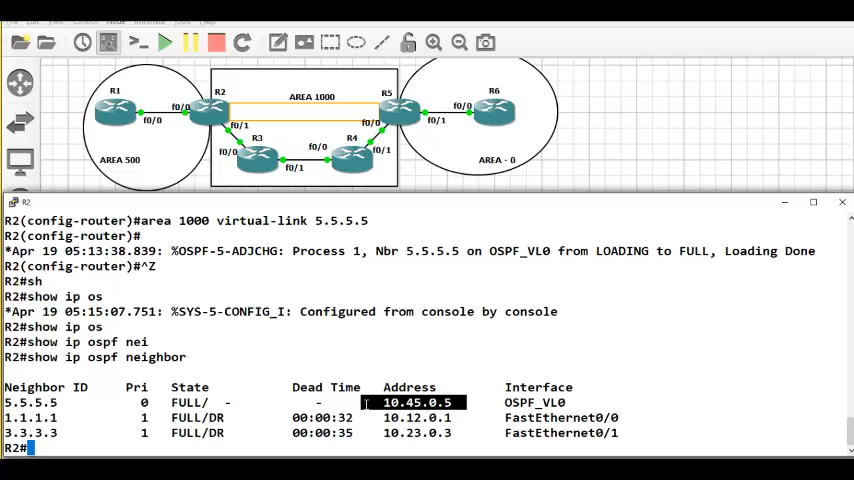 R1
R2
AREA 1000
R5
R6
f0/0
f0/0
f0/1
f0/0
f0/1
f0/0
R3
R4
f0/0
f0/0
f0/1
f0/1
AREA 500
AREA - 0
R2
R2(config-router)#area 1000 virtual-link 5.5.5.5
R2(config-router)#
*Apr 19 05:13:38.839: %OSPF-5-ADJCHG: Process 1, Nbr 5.5.5.5 on OSPF_VL0 from LOADING to FULL, Loading Done
R2(config-router)#^Z
R2#sh
R2#show ip os
*Apr 19 05:15:07.751: %SYS-5-CONFIG_I: Configured from console by console
R2#show ip os
R2#show ip ospf nei
R2#show ip ospf neighbor
Neighbor ID Pri State Dead Time Address Interface
5.5.5.5 0 FULL/ - - 10.45.0.5 OSPF_VL0
1.1.1.1 1 FULL/DR 00:00:32 10.12.0.1 FastEthernet0/0
3.3.3.3 1 FULL/DR 00:00:35 10.23.0.3 FastEthernet0/1
R2#